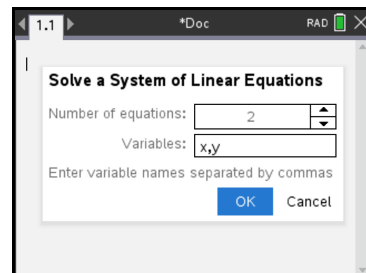 1.1 *Doc RAD
Solve a System of Linear Equations
Number of equations: 2
Variables: x,y
Enter variable names separated by commas
OK Cancel